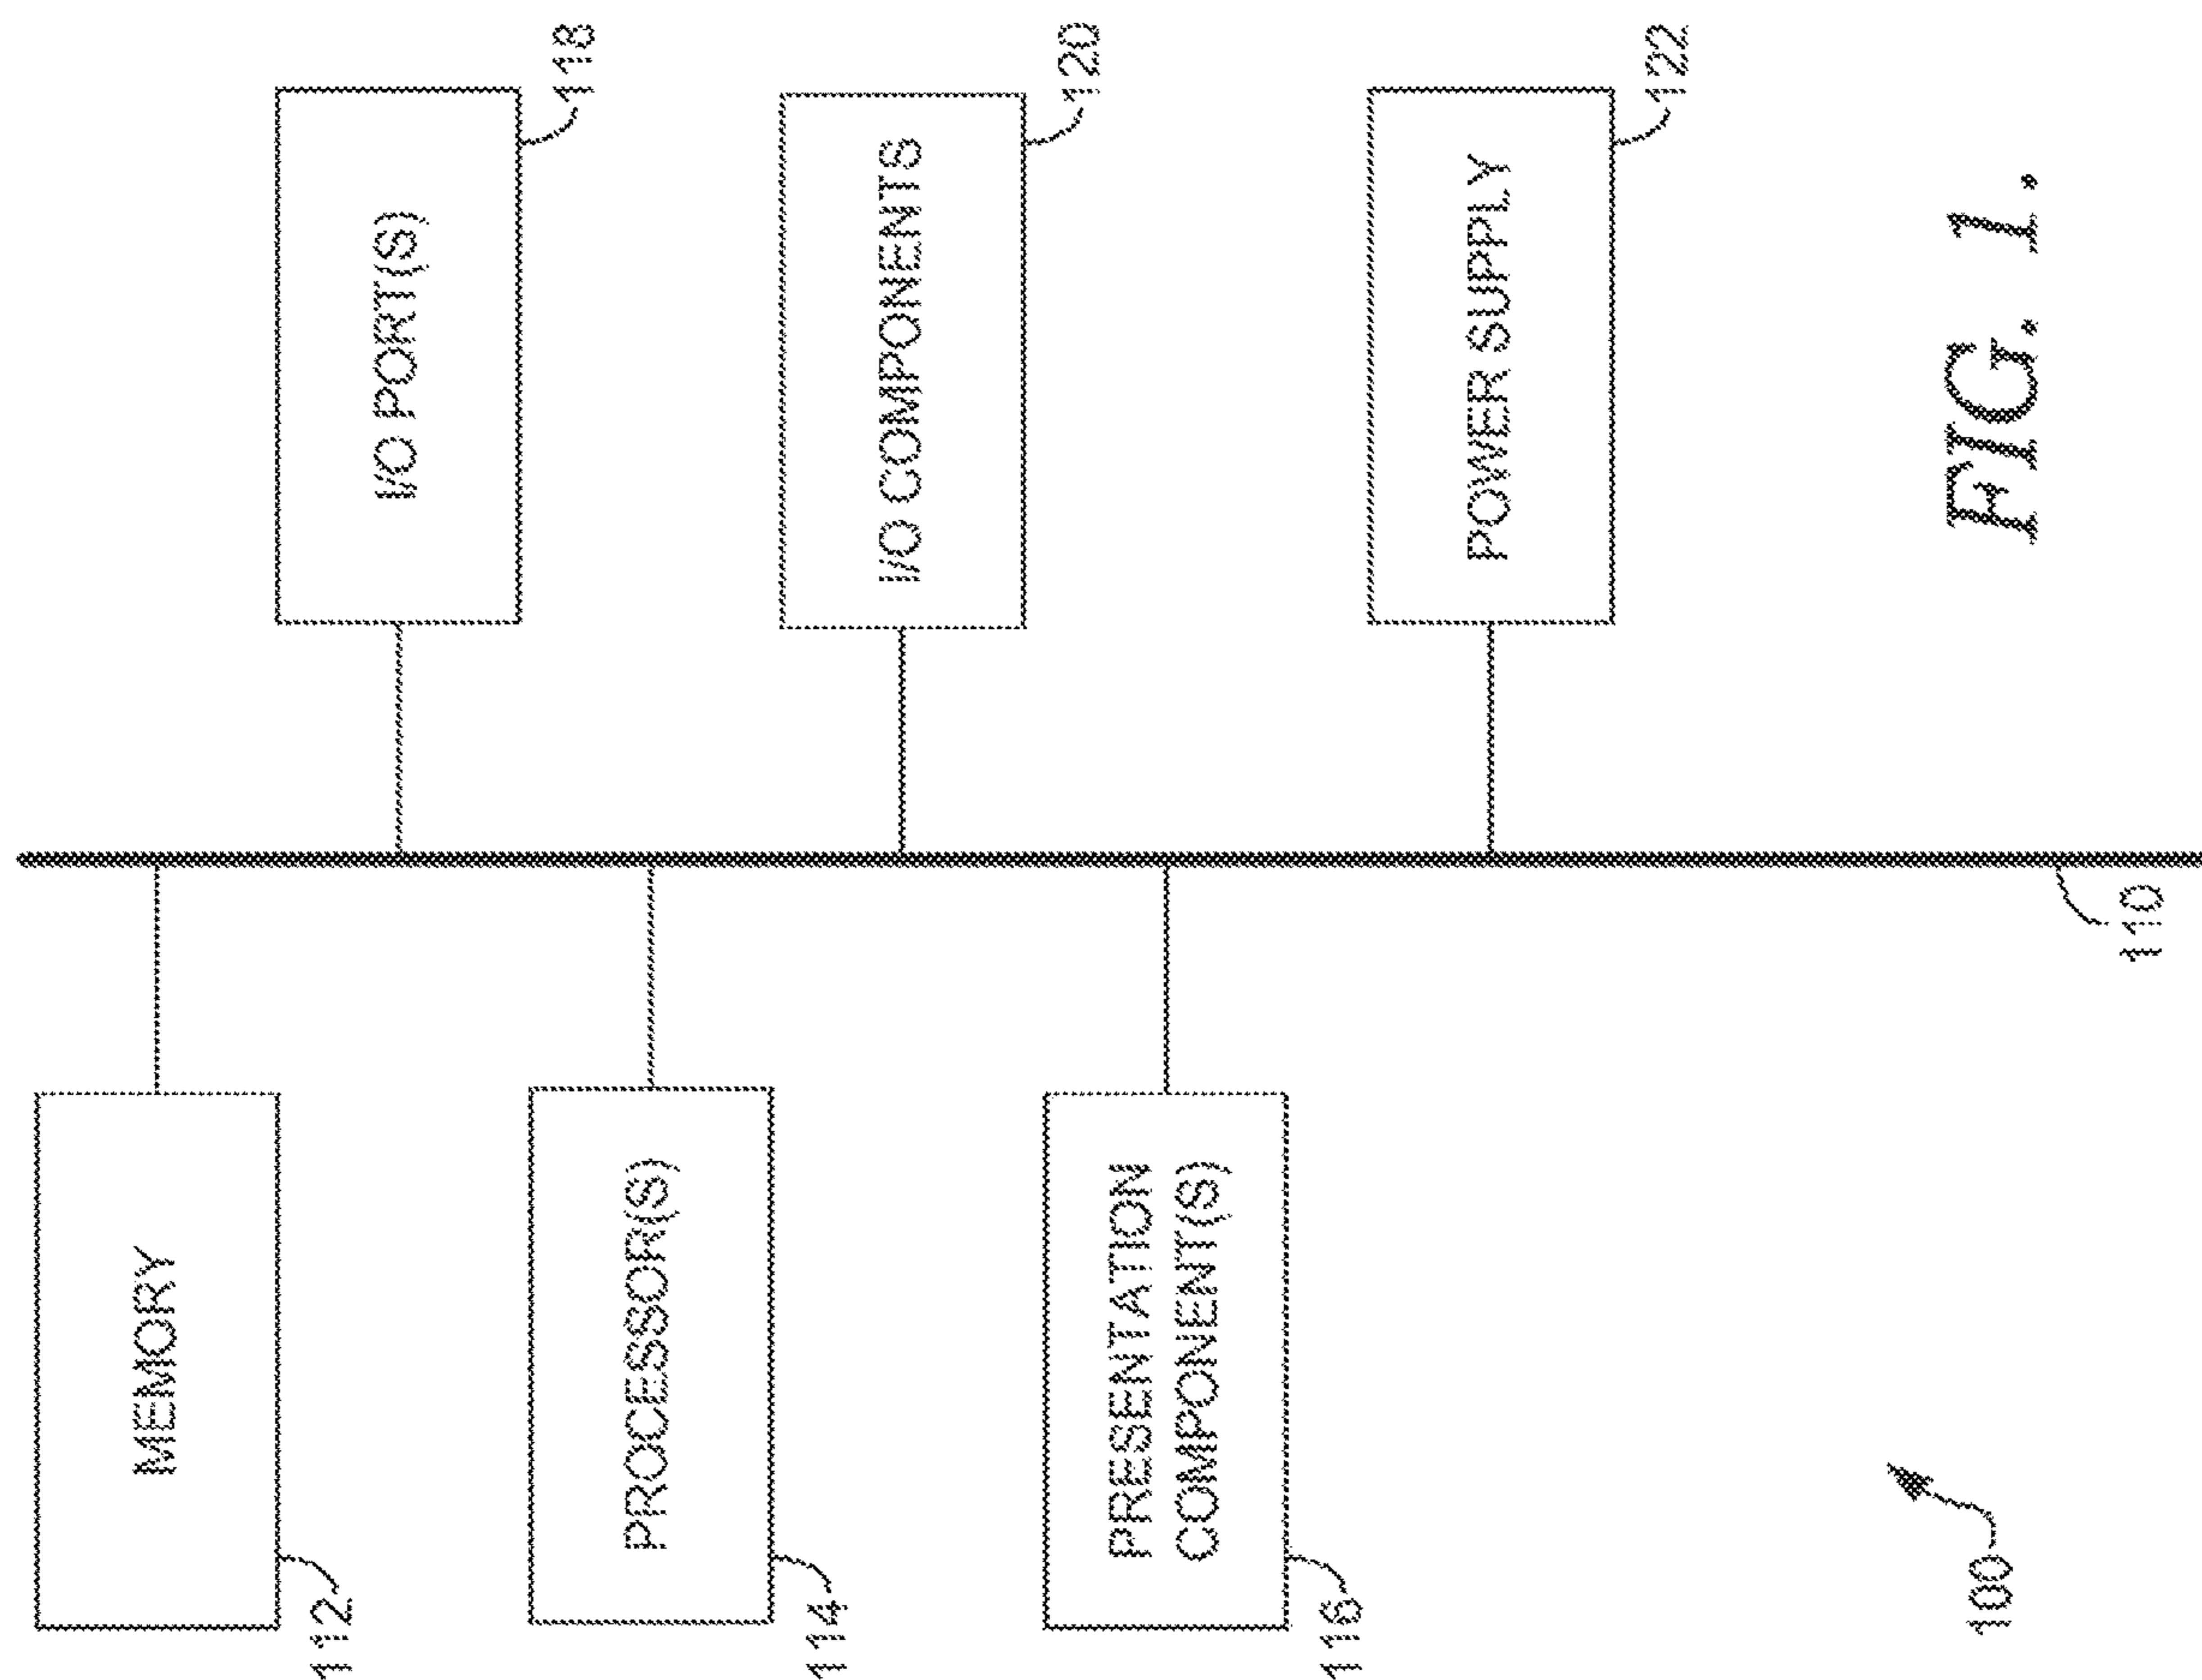 MEMORY
112
I/O PORT(S)
118
PROCESSOR(S)
114
I/O COMPONENTS
120
PRESENTATION
COMPONENT(S)
116
POWER SUPPLY
122
110
100
FIG. 1.